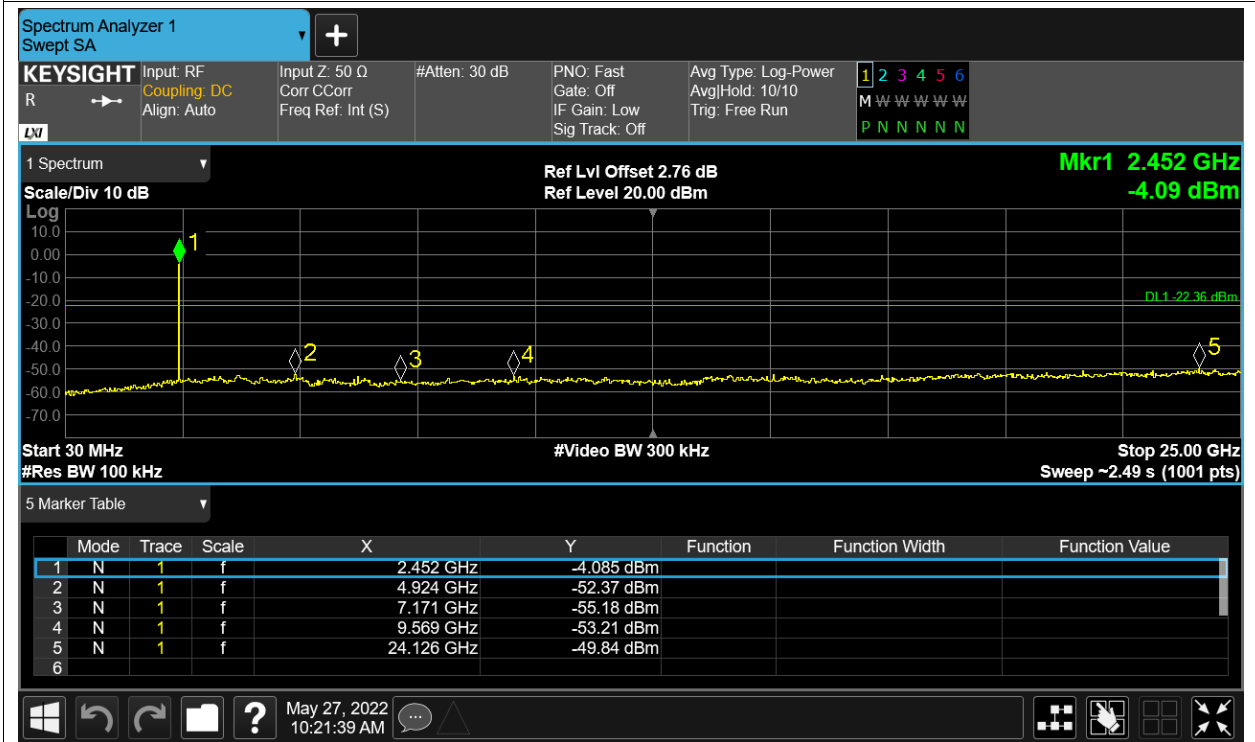 Spectrum Analyzer 1
Swept SA
KEYSIGHT
R
LXI
Input: RF
Coupling: DC
Align: Auto
Input Z: 50 Ω
Corr CCorr
Freq Ref: Int (S)
#Atten: 30 dB
PNO: Fast
Gate: Off
IF Gain: Low
Sig Track: Off
Avg Type: Log-Power
Avg|Hold: 10/10
Trig: Free Run
1 2 3 4 5 6
M W W W W W
P N N N N N
1 Spectrum
Scale/Div 10 dB
Ref Lvl Offset 2.76 dB
Ref Level 20.00 dBm
Mkr1 2.452 GHz
-4.09 dBm
Log
10.0
0.00
-10.0
-20.0
-30.0
-40.0
-50.0
-60.0
-70.0
1
2
3
4
5
DL1 -22.36 dBm
Start 30 MHz
#Res BW 100 kHz
#Video BW 300 kHz
Stop 25.00 GHz
Sweep ~2.49 s (1001 pts)
5 Marker Table
Mode Trace Scale X Y Function Function Width Function Value
1 N 1 f 2.452 GHz -4.085 dBm
2 N 1 f 4.924 GHz -52.37 dBm
3 N 1 f 7.171 GHz -55.18 dBm
4 N 1 f 9.569 GHz -53.21 dBm
5 N 1 f 24.126 GHz -49.84 dBm
6
?
May 27, 2022
10:21:39 AM